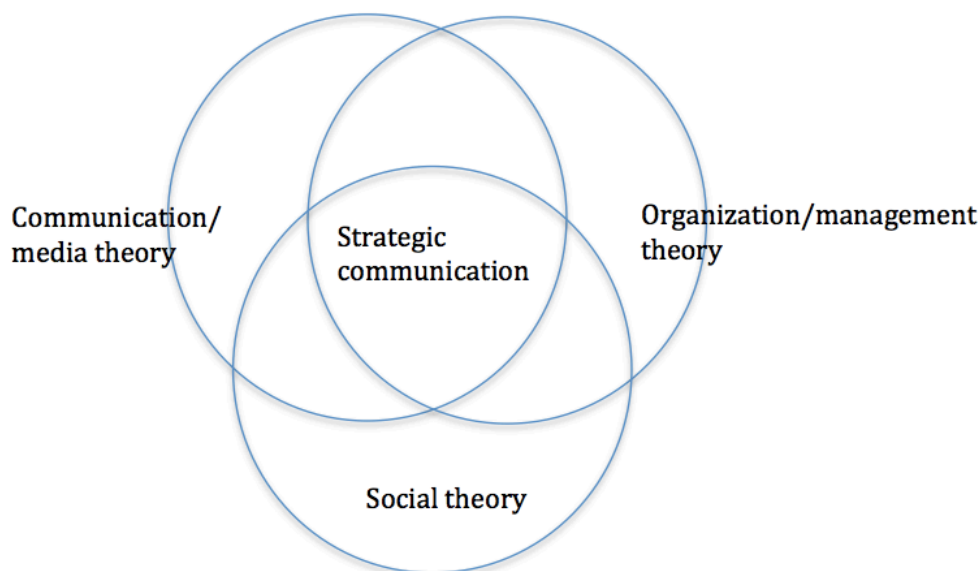 Communication/
media theory
Strategic
communication
Organization/management
theory
Social theory